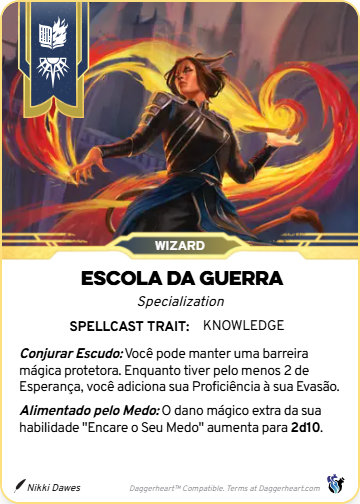 WIZARD
ESCOLA DA GUERRA
Specialization
SPELLCAST TRAIT: KNOWLEDGE
Conjurar Escudo: Você pode manter uma barreira
mágica protetora. Enquanto tiver pelo menos 2 de
Esperança, você adiciona sua Proficiência à sua Evasão.
Alimentado pelo Medo: O dano mágico extra da sua
habilidade "Encare o Seu Medo" aumenta para 2d10.
Nikki Dawes
Daggerheart™ Compatible. Terms at Daggerheart.com